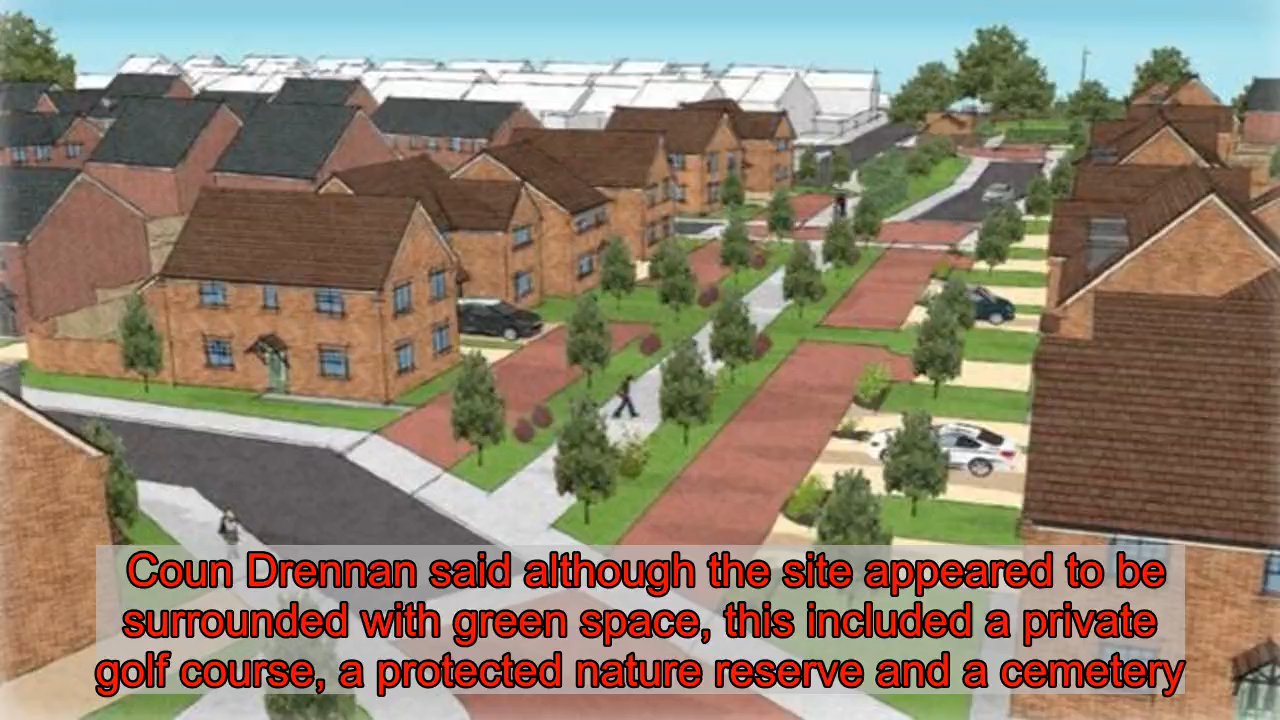 Coun Drennan said although the site appeared to be
surrounded with green space, this included a private
golf course, a protected nature reserve and a cemetery